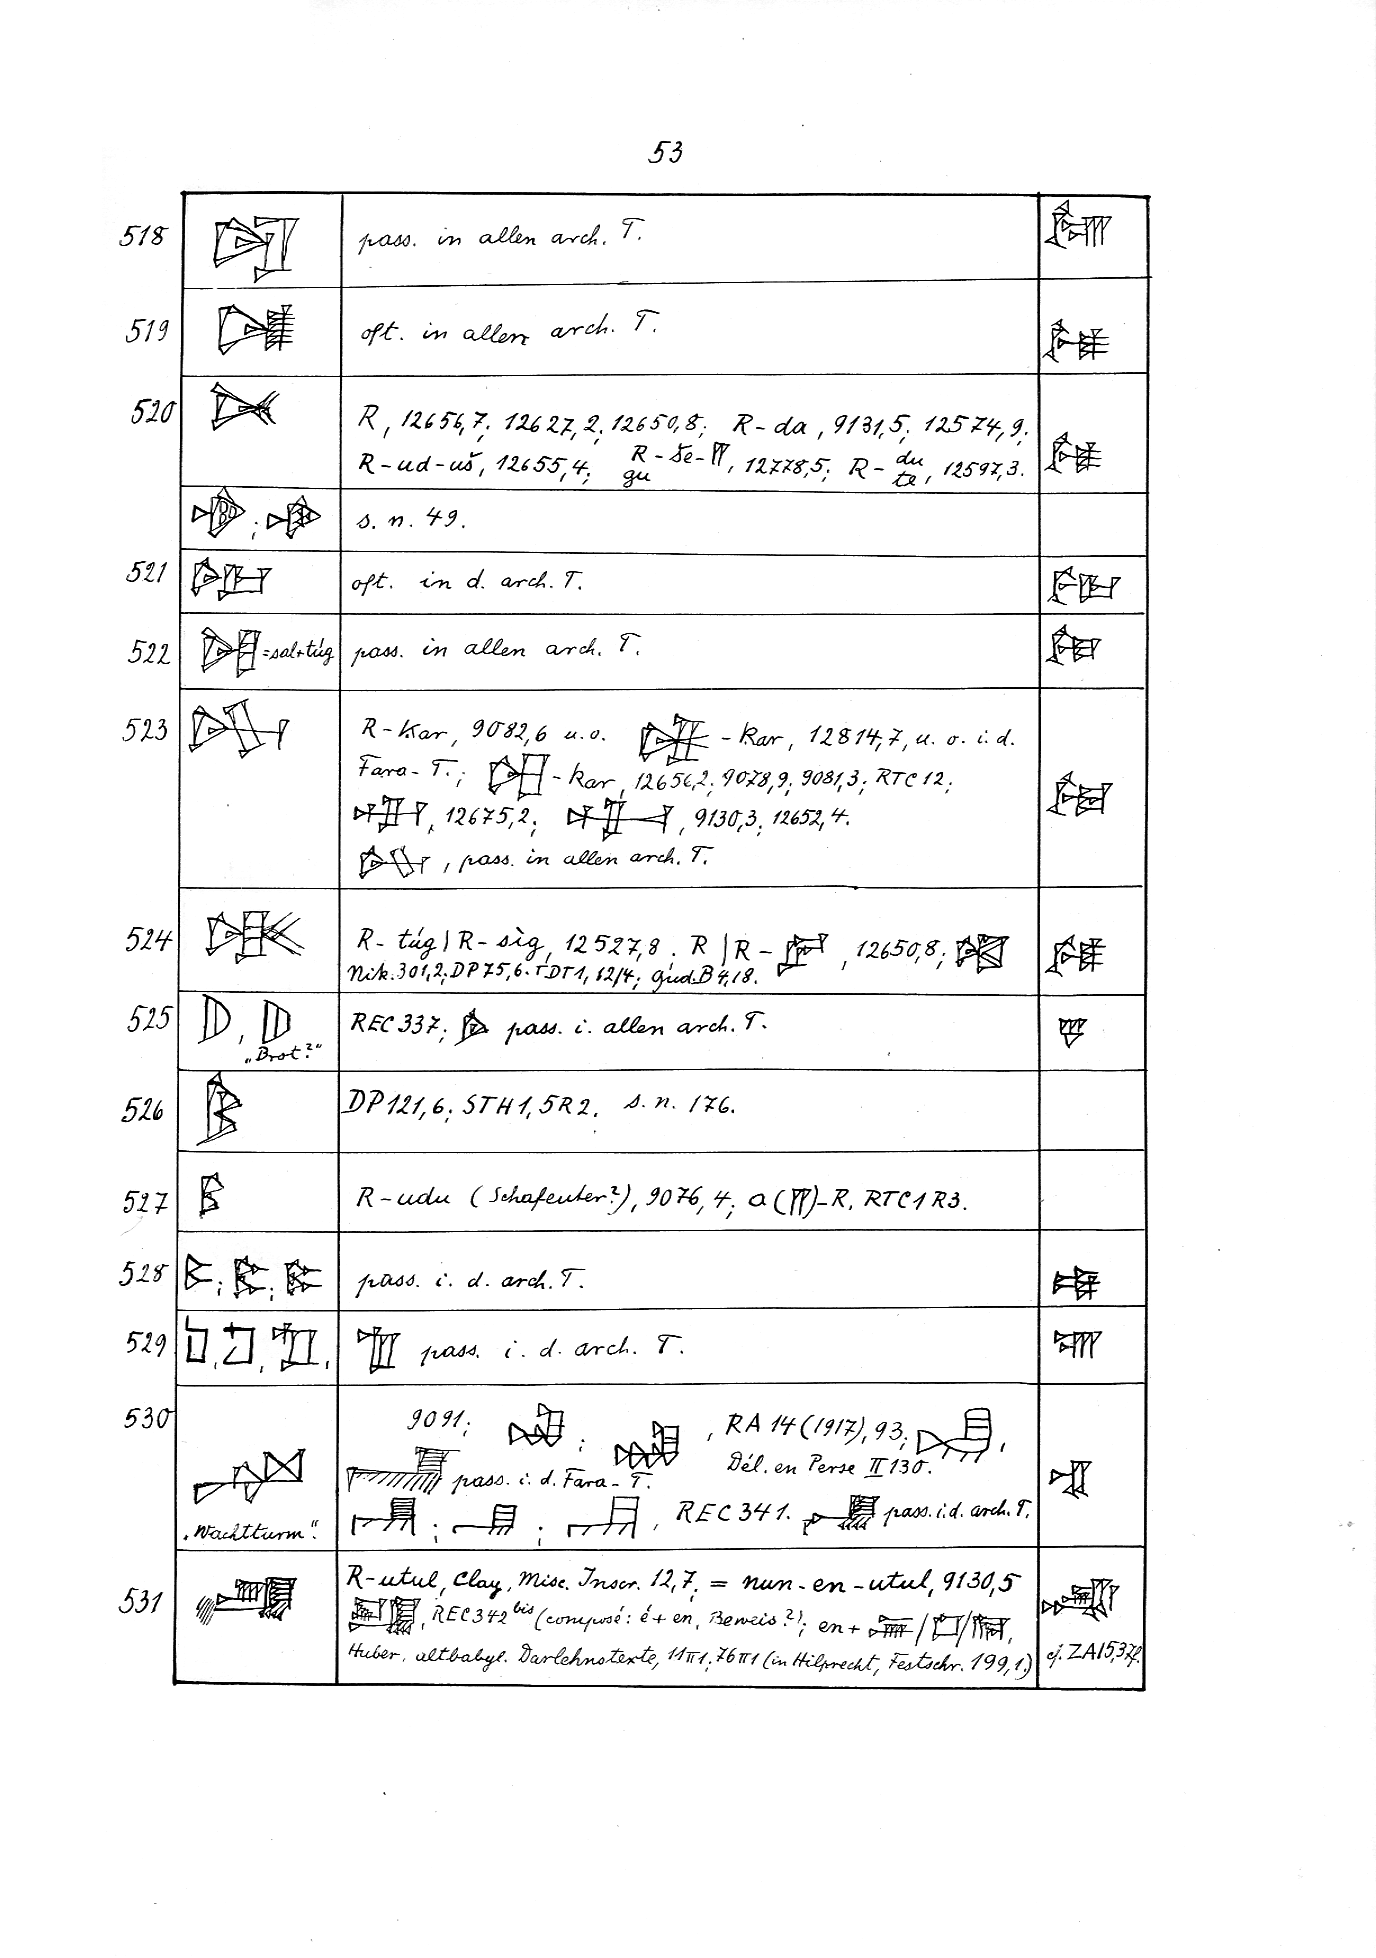 53
518 pass. in allen arch. T.
519 oft. in allen arch. T.
520 R, 12656,7; 12627,2; 12650,8; R-da, 9131,5; 12574,9;
R-ud-uš, 12655,4; R-še-gu, 12778,5; R-du te, 12597,3.
; s. n. 49.
521 oft. in d. arch. T.
522 =sal+túg pass. in allen arch. T.
523 R-kar, 9082,6 u.o. -kar, 12814,7, u. o. i. d.
Fara-T.; -kar, 12656,2; 9078,9; 9081,3; RTC 12;
, 12675,2; , 9130,3; 12652,4.
, pass. in allen arch. T.
524 R-túg | R-sìg, 12527,8; R | R- , 12650,8;
Nik. 301,2; DP 75,6. TDT 1, 1214; gud. B 4,18.
525 , REC 337; pass. i. allen arch. T.
„Brot?“
526 DP 121,6; STH 1, 5 R 2. s. n. 176.
527 R-udu (Schafeuter?), 9076,4; a( )-R, RTC 1 R 3.
528 ; ; pass. i. d. arch. T.
529 , , , pass. i. d. arch. T.
530 9091; ; , RA 14 (1917), 93; ,
pass. i. d. Fara-T. Dél. en Perse II 130.
„Wachtturm“. ; ; , REC 341. pass. i. d. arch. T.
531 R-utul, Clay, Misc. Inscr. 12,7; = nun-en-utul, 9130,5
, REC 342 bis (composé: é + en, Beweis?); en + / / ,
Huber, altbabyl. Darlehnstexte, 11 II 1; 76 II 1 (in Hilprecht, Festschr. 199,1.) cf. ZA 15, 37f.